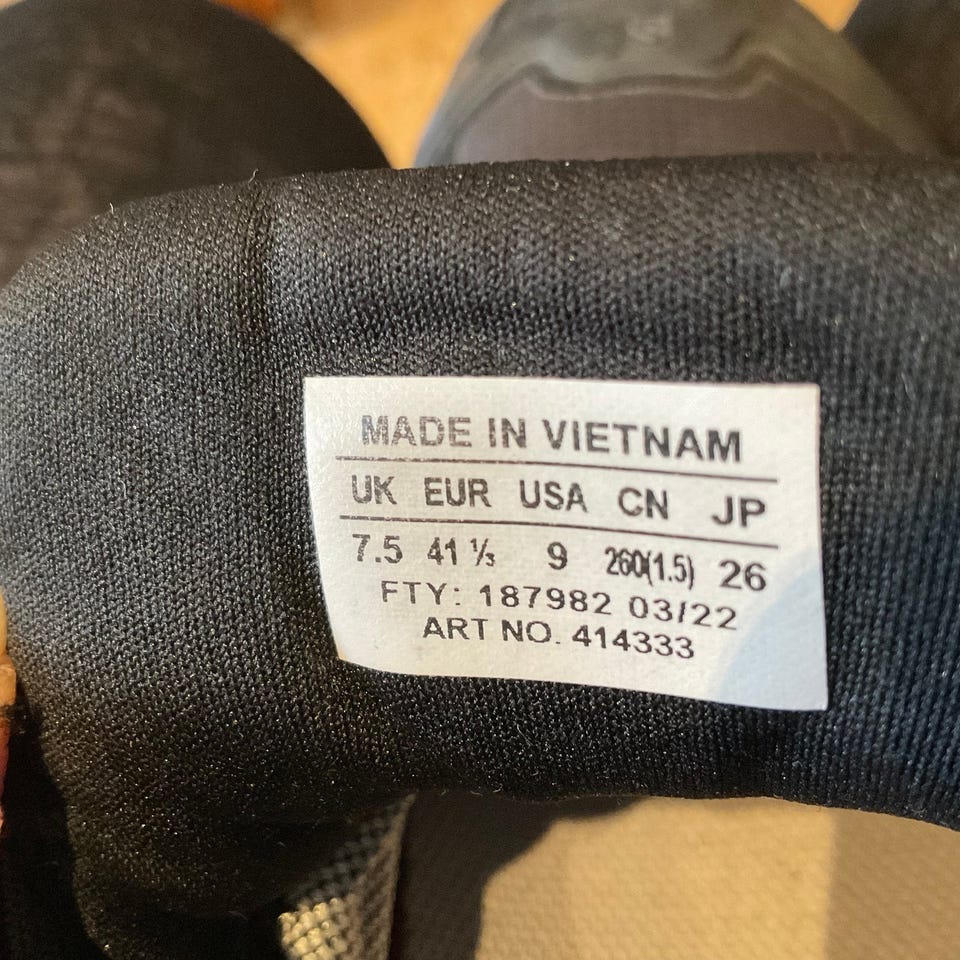 MADE IN VIETNAM
UK EUR USA CN JP
7.5 41 ⅓ 9 260(1.5) 26
FTY: 187982 03/22
ART NO. 414333